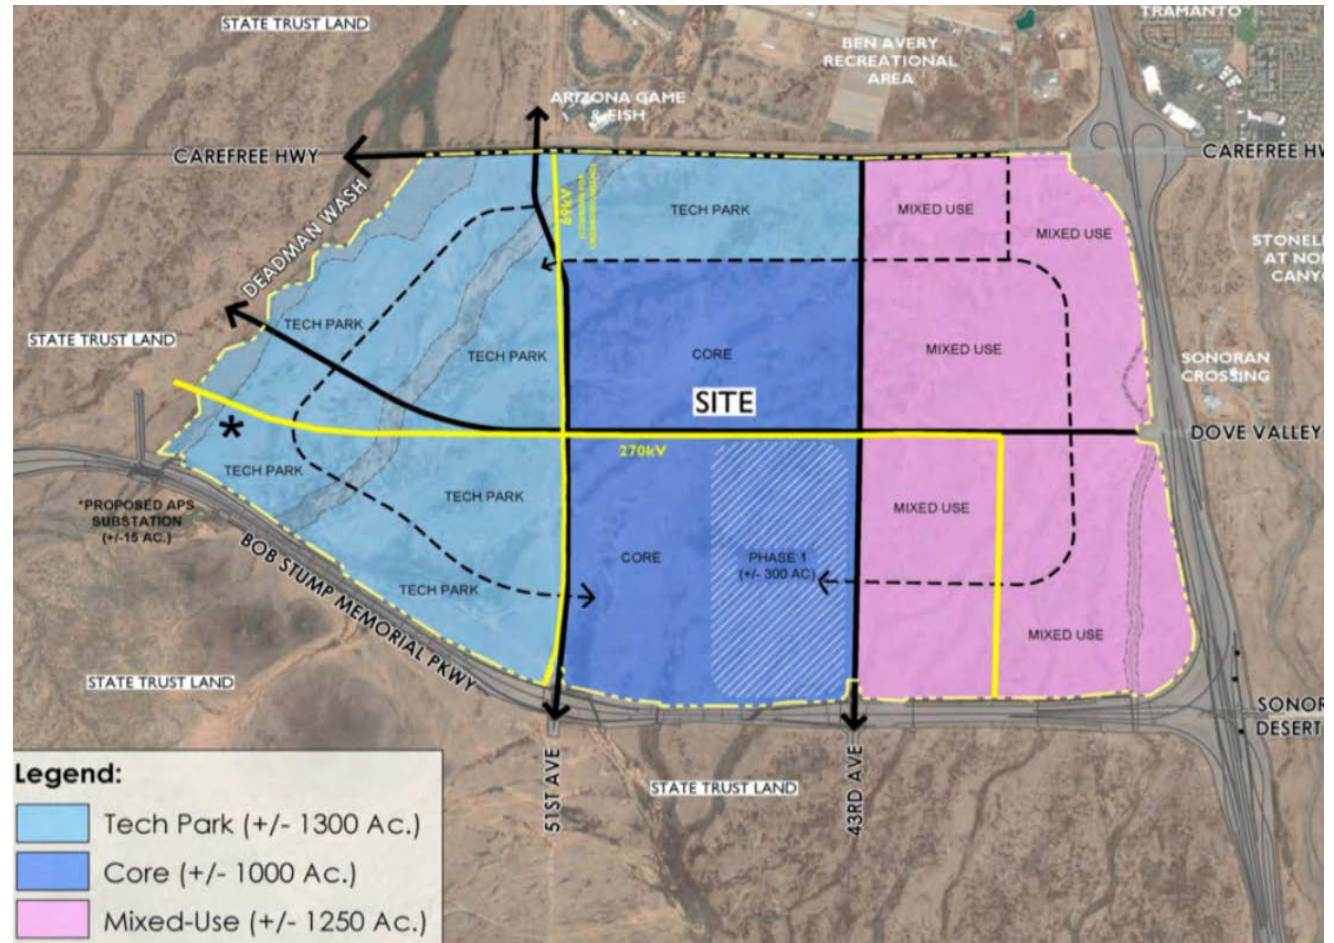 STATE TRUST LAND
TRAMANTO
BEN AVERY
RECREATIONAL
AREA
ARIZONA GAME
& FISH
CAREFREE HWY
CAREFREE HW
DEADMAN WASH
69kV
TECH PARK
MIXED USE
MIXED USE
STATE TRUST LAND
TECH PARK
TECH PARK
CORE
MIXED USE
SONORAN
CROSSING
SITE
*
DOVE VALLEY
270kV
TECH PARK
TECH PARK
MIXED USE
*PROPOSED APS
SUBSTATION
(+/-15 AC.)
BOB STUMP MEMORIAL PKWY
CORE
PHASE 1
(+/- 300 AC)
TECH PARK
MIXED USE
STATE TRUST LAND
SONOR
DESERT
51ST AVE
43RD AVE
STATE TRUST LAND
Legend:
Tech Park (+/- 1300 Ac.)
Core (+/- 1000 Ac.)
Mixed-Use (+/- 1250 Ac.)